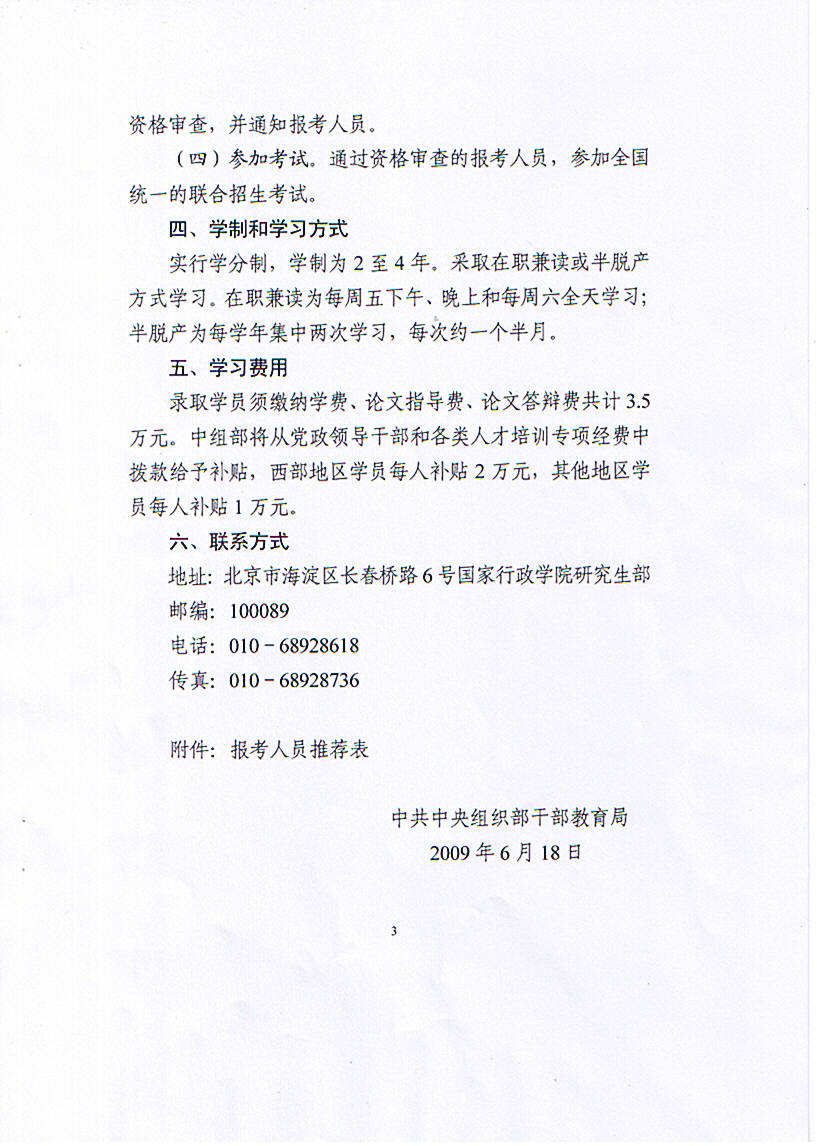 资格审查，并通知报考人员。
（四）参加考试。通过资格审查的报考人员，参加全国
统一的联合招生考试。
四、学制和学习方式
实行学分制，学制为 2 至 4 年。采取在职兼读或半脱产
方式学习。在职兼读为每周五下午、晚上和每周六全天学习；
半脱产为每学年集中两次学习，每次约一个半月。
五、学习费用
录取学员须缴纳学费、论文指导费、论文答辩费共计 3.5
万元。中组部将从党政领导干部和各类人才培训专项经费中
拨款给予补贴，西部地区学员每人补贴 2 万元，其他地区学
员每人补贴 1 万元。
六、联系方式
地址：北京市海淀区长春桥路 6 号国家行政学院研究生部
邮编：100089
电话：010－68928618
传真：010－68928736
附件：报考人员推荐表
中共中央组织部干部教育局
2009 年 6 月 18 日
3